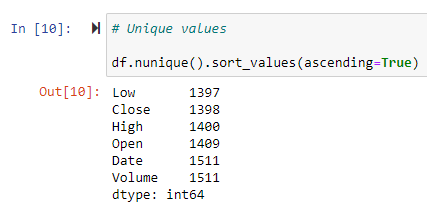 In [10]: # Unique values
df.nunique().sort_values(ascending=True)
Out[10]: Low 1397
Close 1398
High 1400
Open 1409
Date 1511
Volume 1511
dtype: int64